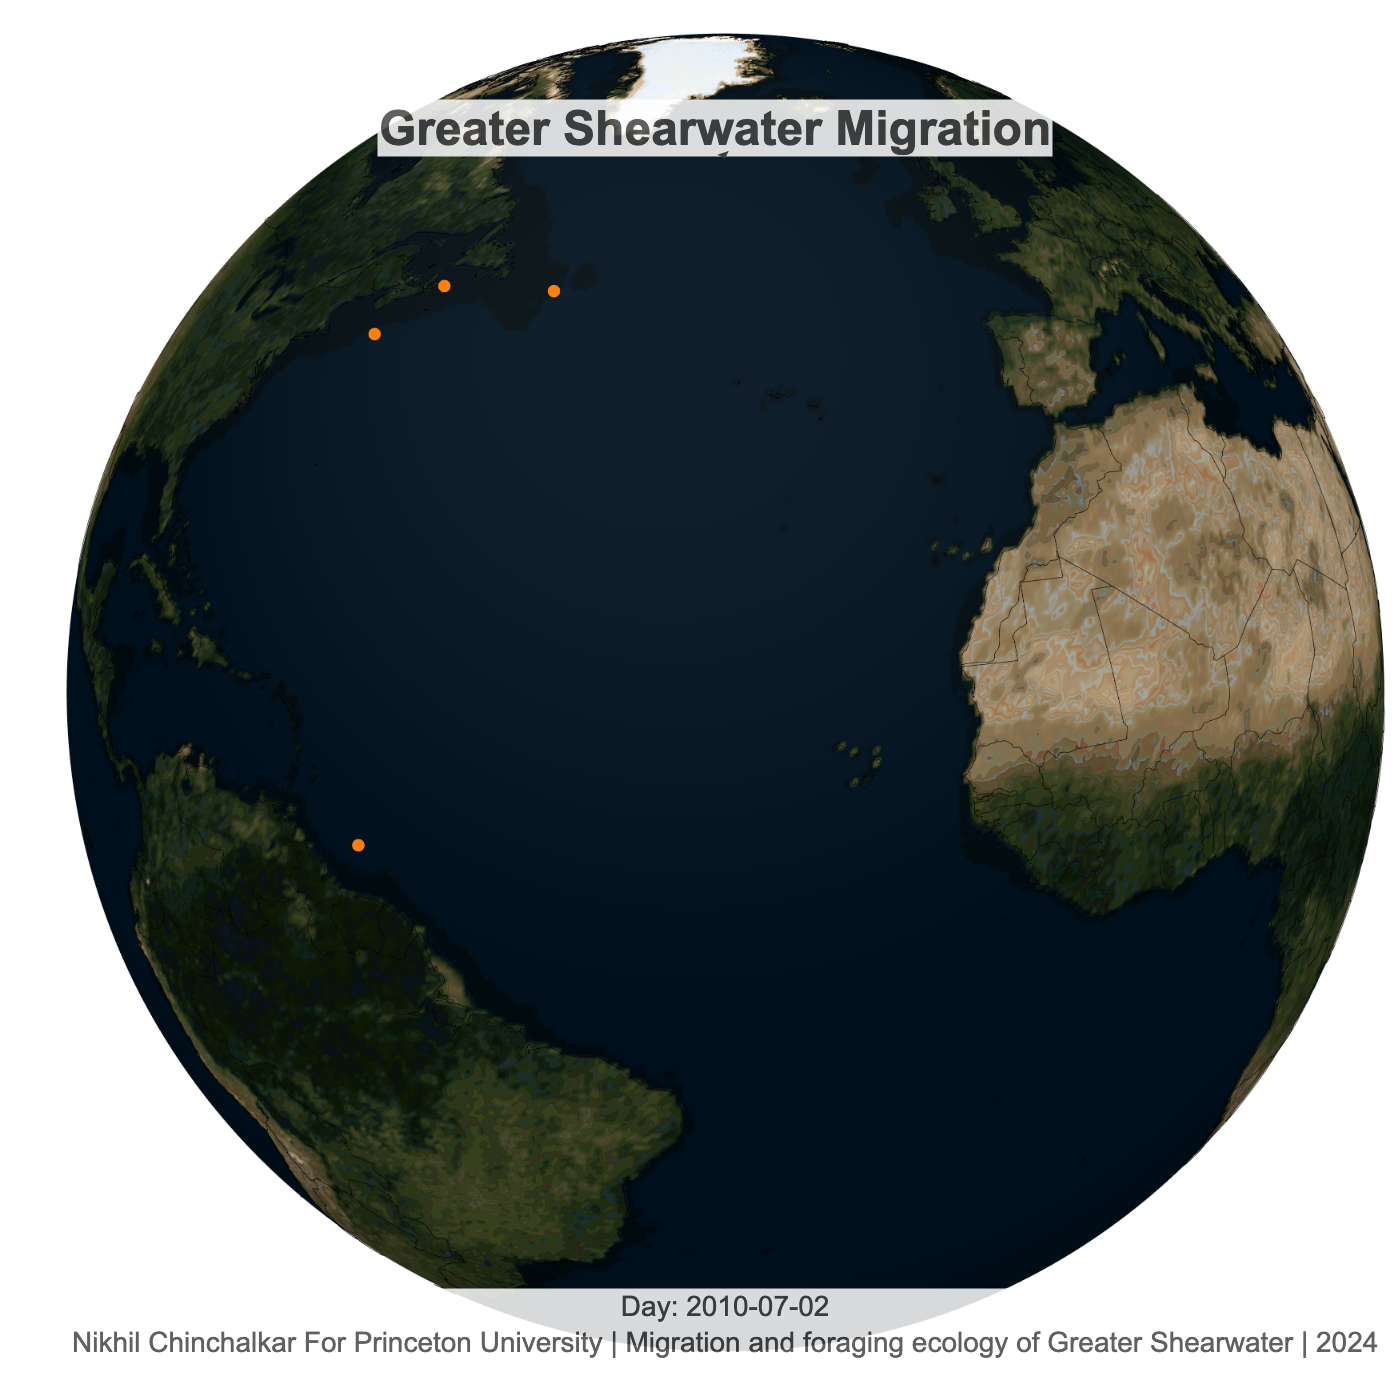 Greater Shearwater Migration
Day: 2010-07-02
Nikhil Chinchalkar For Princeton University | Migration and foraging ecology of Greater Shearwater | 2024